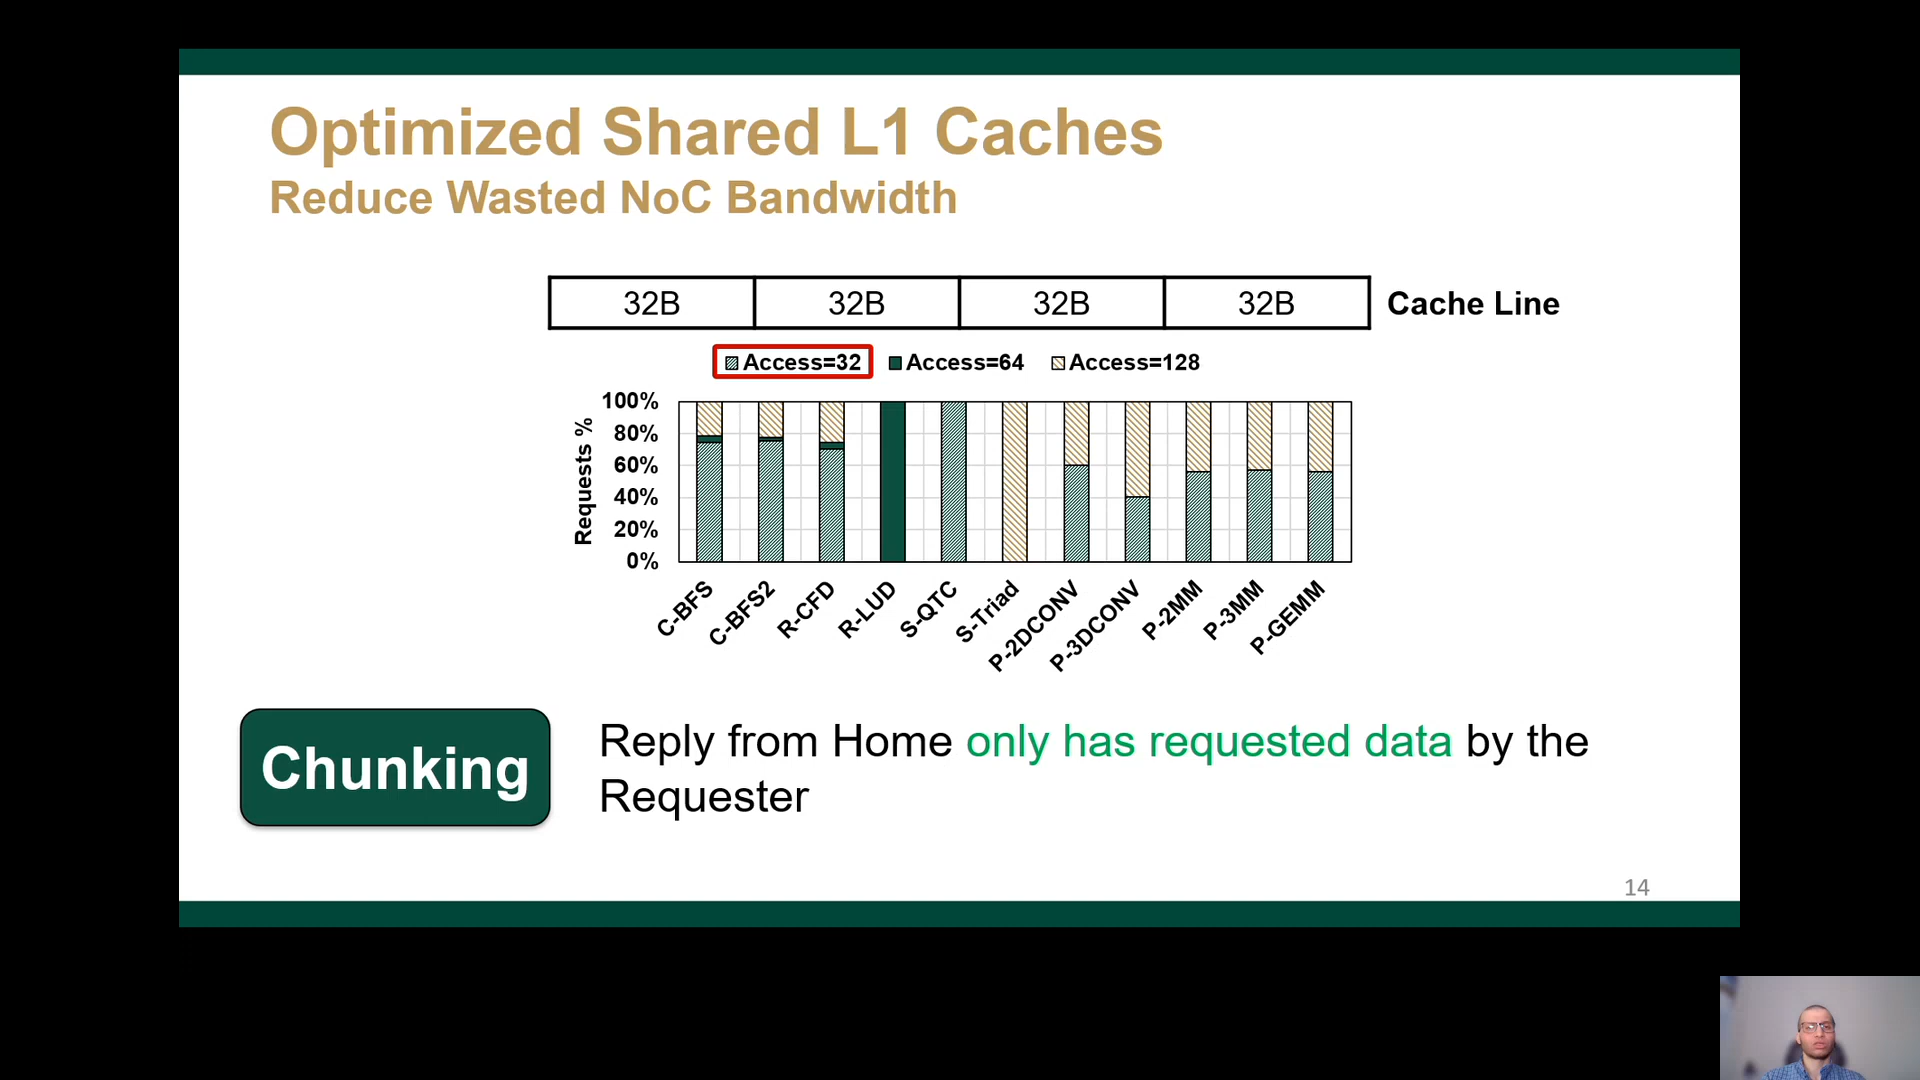 Optimized Shared L1 Caches
Reduce Wasted NoC Bandwidth
32B 32B 32B 32B Cache Line
Access=32 Access=64 Access=128
Requests %
100%
80%
60%
40%
20%
0%
C-BFS C-BFS2 R-CFD R-LUD S-QTC S-Triad P-2DCONV P-3DCONV P-2MM P-3MM P-GEMM
Chunking
Reply from Home only has requested data by the
Requester
14